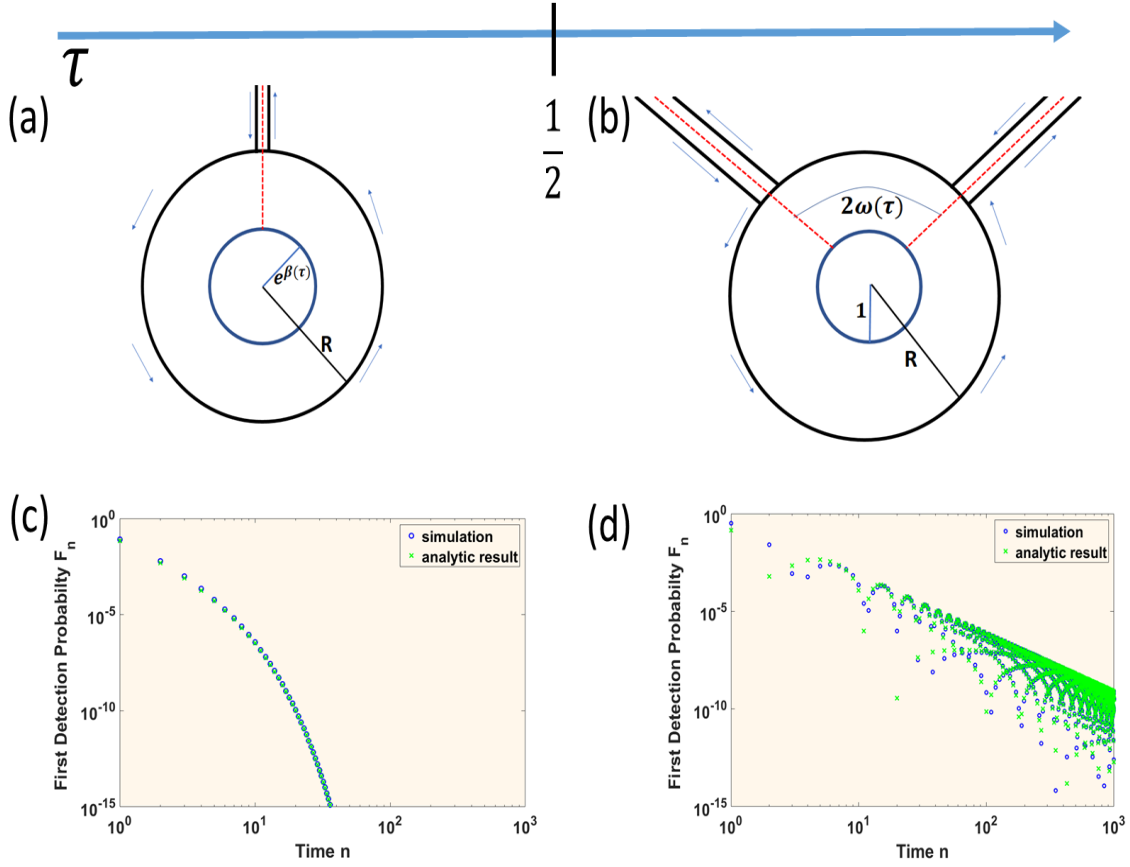 τ
1
2
(a)
e^β(τ)
R
(b)
2ω(τ)
1
R
(c)
First Detection Probabilty F_n
10^0
10^-5
10^-10
10^-15
simulation
analytic result
10^0
10^1
10^2
10^3
Time n
(d)
First Detection Probabilty F_n
10^0
10^-5
10^-10
10^-15
simulation
analytic result
10^0
10^1
10^2
10^3
Time n